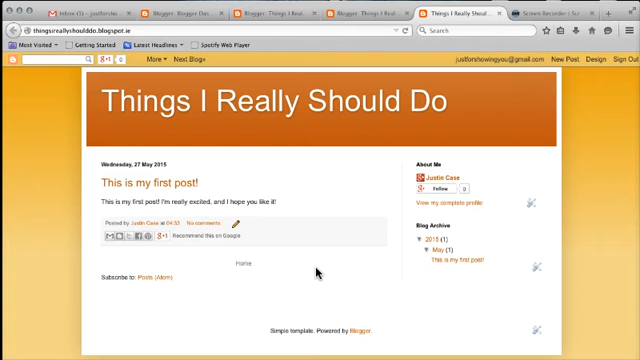 M Inbox - justforshowin...
Blogger: Blogger Das...
Blogger: Things I Real...
Blogger: Things I Real...
Things I Really Shoul...
Screen Recorder | Scr...
thingsreallyshoulddo.blogspot.ie
Search
Most Visited
Getting Started
Latest Headlines
Spotify Web Player
g+1 0
More
Next Blog»
justforshowingyou@gmail.com
New Post
Design
Sign Out
Things I Really Should Do
Wednesday, 27 May 2015
This is my first post!
This is my first post! I'm really excited, and I hope you like it!
Posted by Justin Case at 04:33 No comments:
g+1 Recommend this on Google
Home
Subscribe to: Posts (Atom)
About Me
Justin Case
Follow 0
View my complete profile
Blog Archive
▼ 2015 (1)
▼ May (1)
This is my first post!
Simple template. Powered by Blogger.